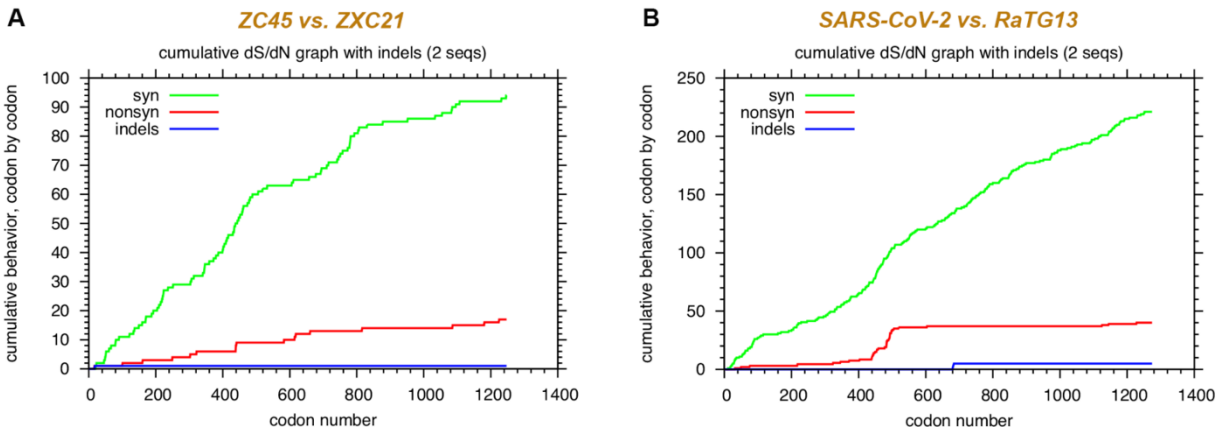 A
ZC45 vs. ZXC21
cumulative dS/dN graph with indels (2 seqs)
cumulative behavior, codon by codon
100
90
80
70
60
50
40
30
20
10
0
syn
nonsyn
indels
0 200 400 600 800 1000 1200 1400
codon number
B
SARS-CoV-2 vs. RaTG13
cumulative dS/dN graph with indels (2 seqs)
cumulative behavior, codon by codon
250
200
150
100
50
0
syn
nonsyn
indels
0 200 400 600 800 1000 1200 1400
codon number